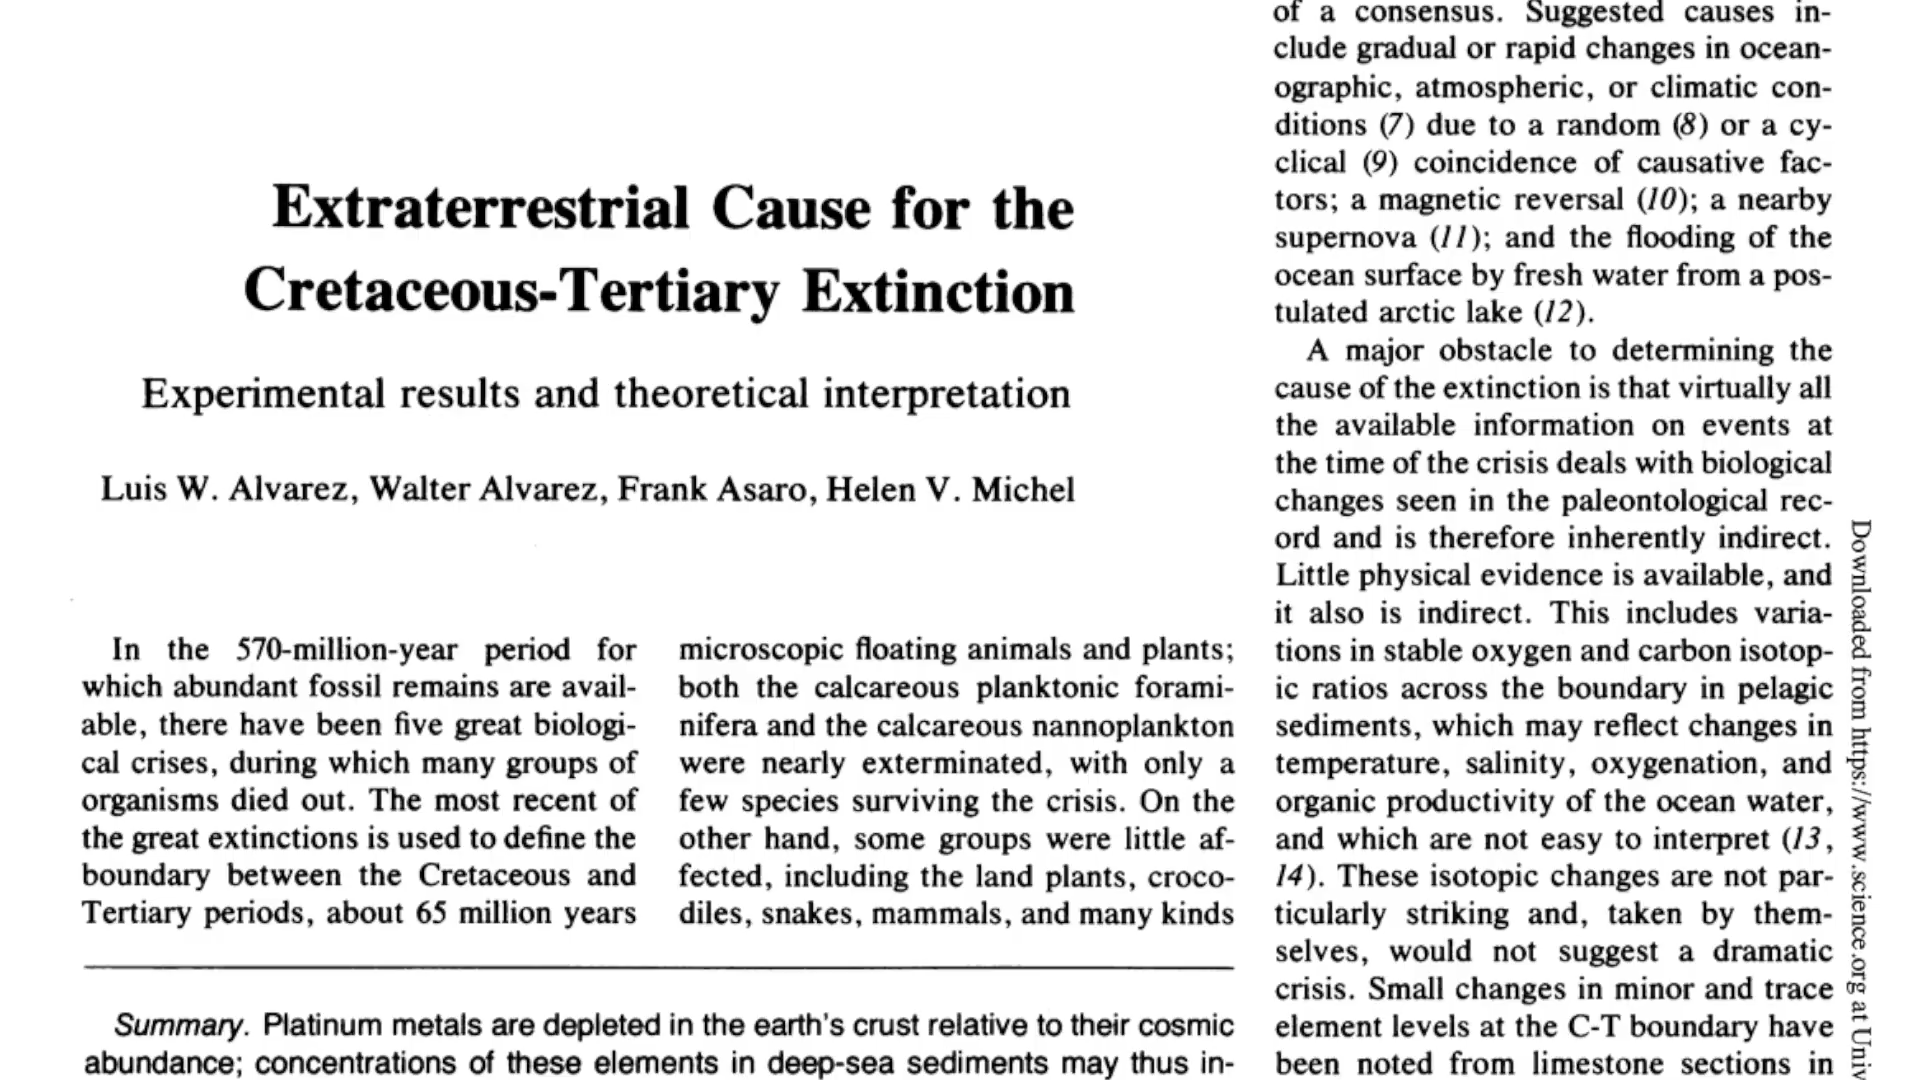 Extraterrestrial Cause for the
Cretaceous-Tertiary Extinction
Experimental results and theoretical interpretation
Luis W. Alvarez, Walter Alvarez, Frank Asaro, Helen V. Michel
In the 570-million-year period for
which abundant fossil remains are avail-
able, there have been five great biologi-
cal crises, during which many groups of
organisms died out. The most recent of
the great extinctions is used to define the
boundary between the Cretaceous and
Tertiary periods, about 65 million years
microscopic floating animals and plants;
both the calcareous planktonic forami-
nifera and the calcareous nannoplankton
were nearly exterminated, with only a
few species surviving the crisis. On the
other hand, some groups were little af-
fected, including the land plants, croco-
diles, snakes, mammals, and many kinds
Summary. Platinum metals are depleted in the earth's crust relative to their cosmic
abundance; concentrations of these elements in deep-sea sediments may thus in-
of a consensus. Suggested causes in-
clude gradual or rapid changes in ocean-
ographic, atmospheric, or climatic con-
ditions (7) due to a random (8) or a cy-
clical (9) coincidence of causative fac-
tors; a magnetic reversal (10); a nearby
supernova (11); and the flooding of the
ocean surface by fresh water from a pos-
tulated arctic lake (12).
A major obstacle to determining the
cause of the extinction is that virtually all
the available information on events at
the time of the crisis deals with biological
changes seen in the paleontological rec-
ord and is therefore inherently indirect.
Little physical evidence is available, and
it also is indirect. This includes varia-
tions in stable oxygen and carbon isotop-
ic ratios across the boundary in pelagic
sediments, which may reflect changes in
temperature, salinity, oxygenation, and
organic productivity of the ocean water,
and which are not easy to interpret (13,
14). These isotopic changes are not par-
ticularly striking and, taken by them-
selves, would not suggest a dramatic
crisis. Small changes in minor and trace
element levels at the C-T boundary have
been noted from limestone sections in
Downloaded from https://www.science.org at Univ